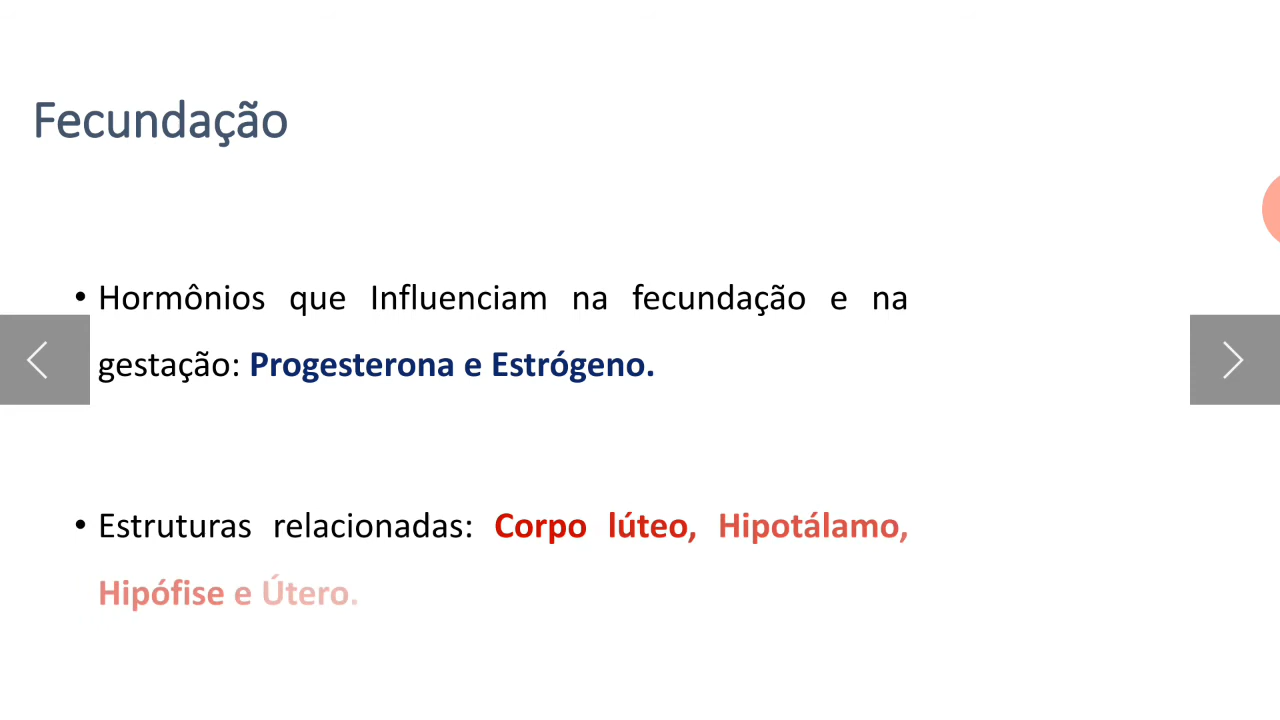 Fecundação
• Hormônios que Influenciam na fecundação e na
gestação: Progesterona e Estrógeno.
• Estruturas relacionadas: Corpo lúteo, Hipotálamo,
Hipófise e Útero.